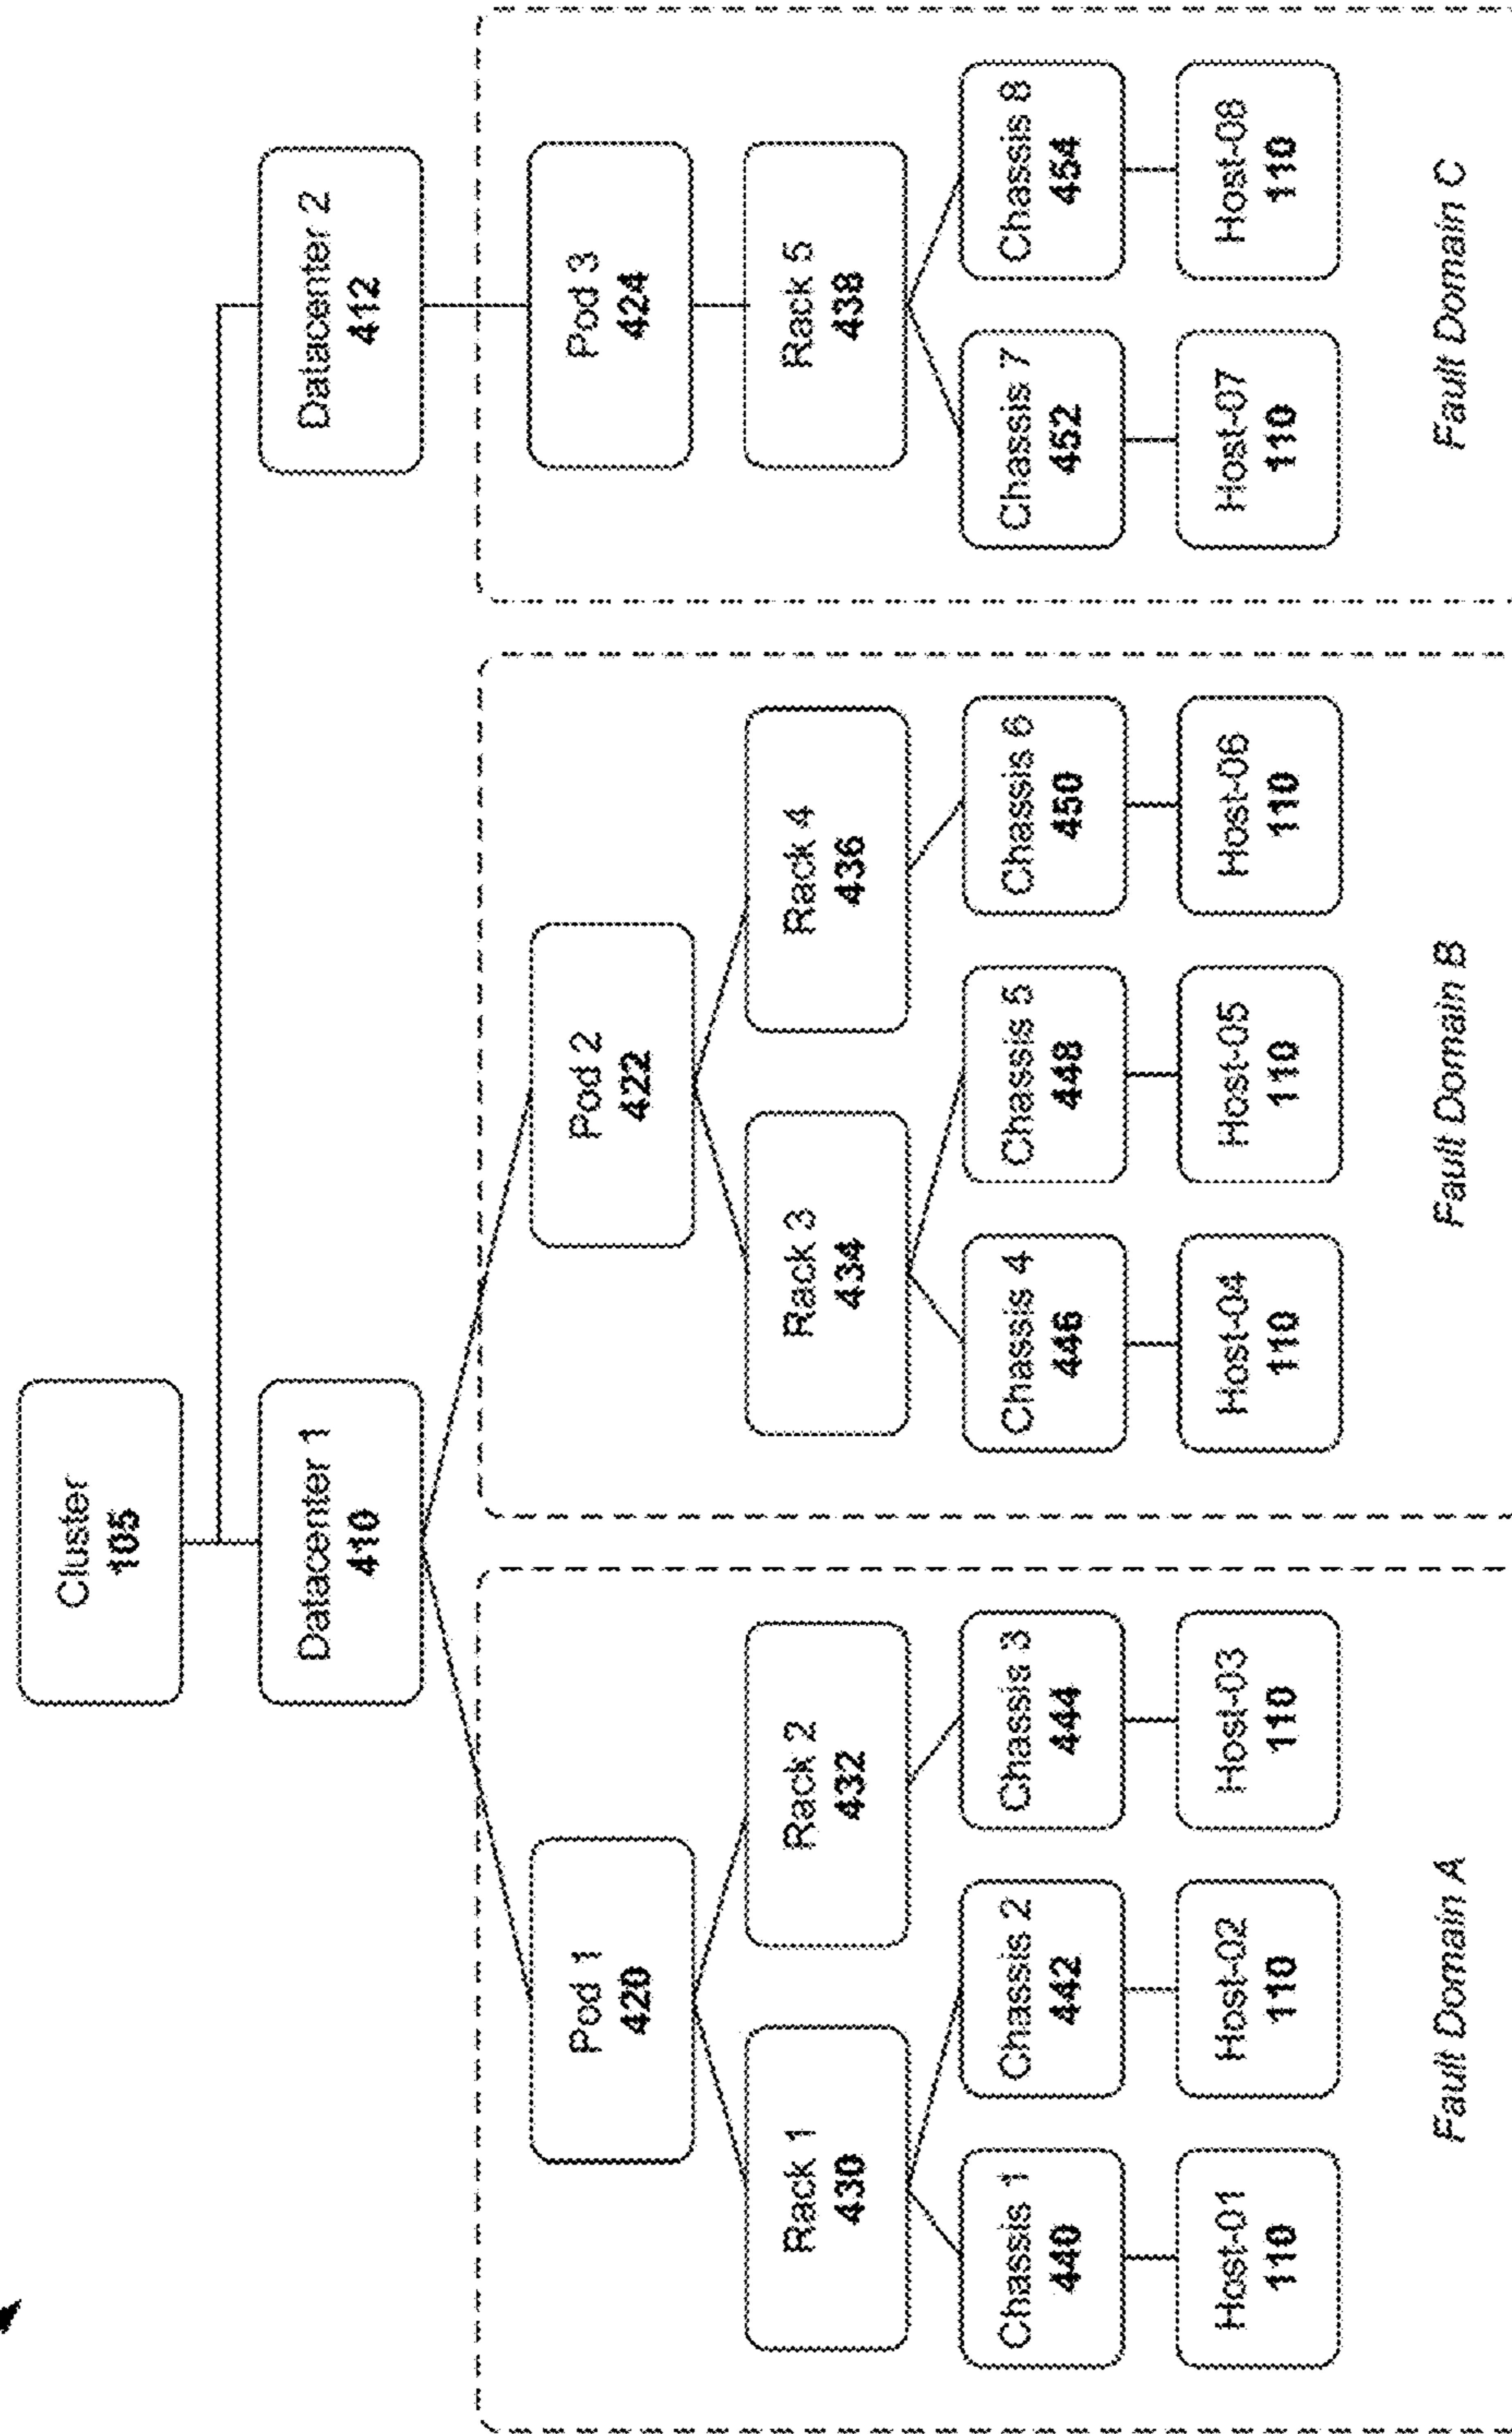 Cluster
105
Datacenter 1
410
Datacenter 2
412
Pod 1
420
Pod 2
422
Pod 3
424
Rack 1
430
Rack 2
432
Rack 3
434
Rack 4
436
Rack 5
438
Chassis 1
440
Chassis 2
442
Chassis 3
444
Chassis 4
446
Chassis 5
448
Chassis 6
450
Chassis 7
452
Chassis 8
454
Host-01
110
Host-02
110
Host-03
110
Host-04
110
Host-05
110
Host-06
110
Host-07
110
Host-08
110
Fault Domain A
Fault Domain B
Fault Domain C